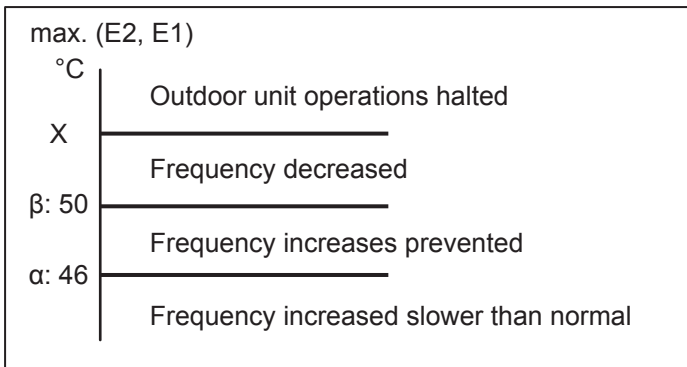 max. (E2, E1)
°C
Outdoor unit operations halted
X
Frequency decreased
β: 50
Frequency increases prevented
α: 46
Frequency increased slower than normal